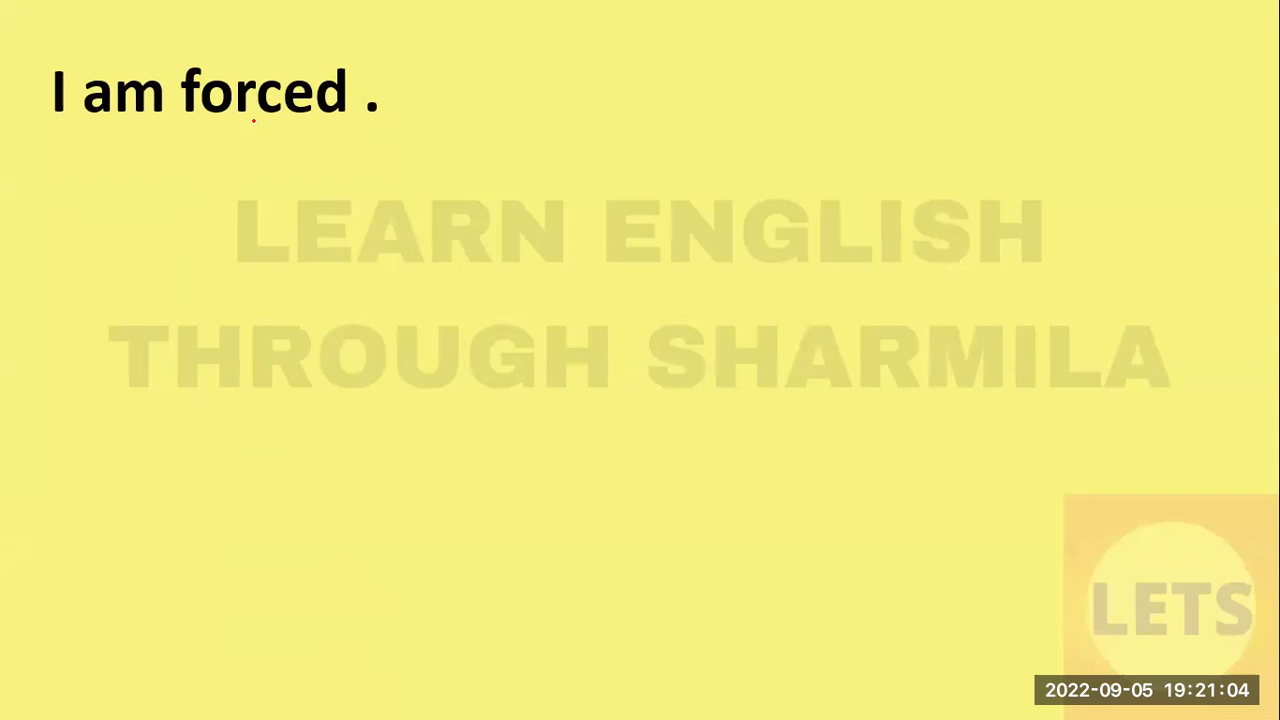 I am forced .
LEARN ENGLISH
THROUGH SHARMILA
LETS
2022-09-05 19:21:04